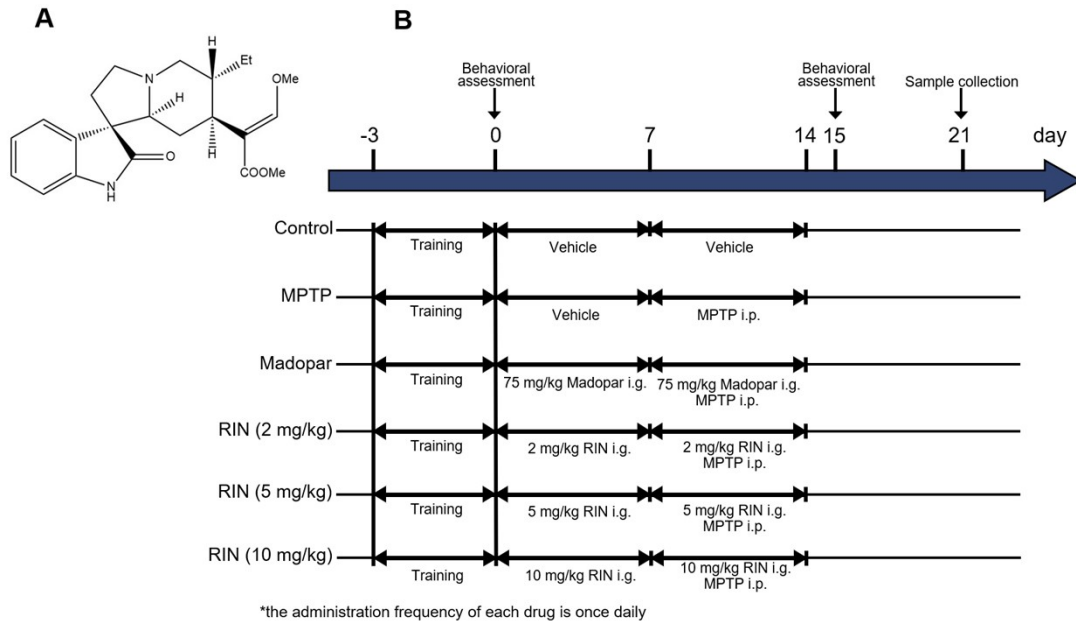 A
B
H
Et
N
OMe
H
H
O
N
H
COOMe
Behavioral
assessment
Behavioral
assessment
Sample collection
-3
0
7
14
15
21
day
Control
Training
Vehicle
Vehicle
MPTP
Training
Vehicle
MPTP i.p.
Madopar
Training
75 mg/kg Madopar i.g.
75 mg/kg Madopar i.g.
MPTP i.p.
RIN (2 mg/kg)
Training
2 mg/kg RIN i.g.
2 mg/kg RIN i.g.
MPTP i.p.
RIN (5 mg/kg)
Training
5 mg/kg RIN i.g.
5 mg/kg RIN i.g.
MPTP i.p.
RIN (10 mg/kg)
Training
10 mg/kg RIN i.g.
10 mg/kg RIN i.g.
MPTP i.p.
*the administration frequency of each drug is once daily